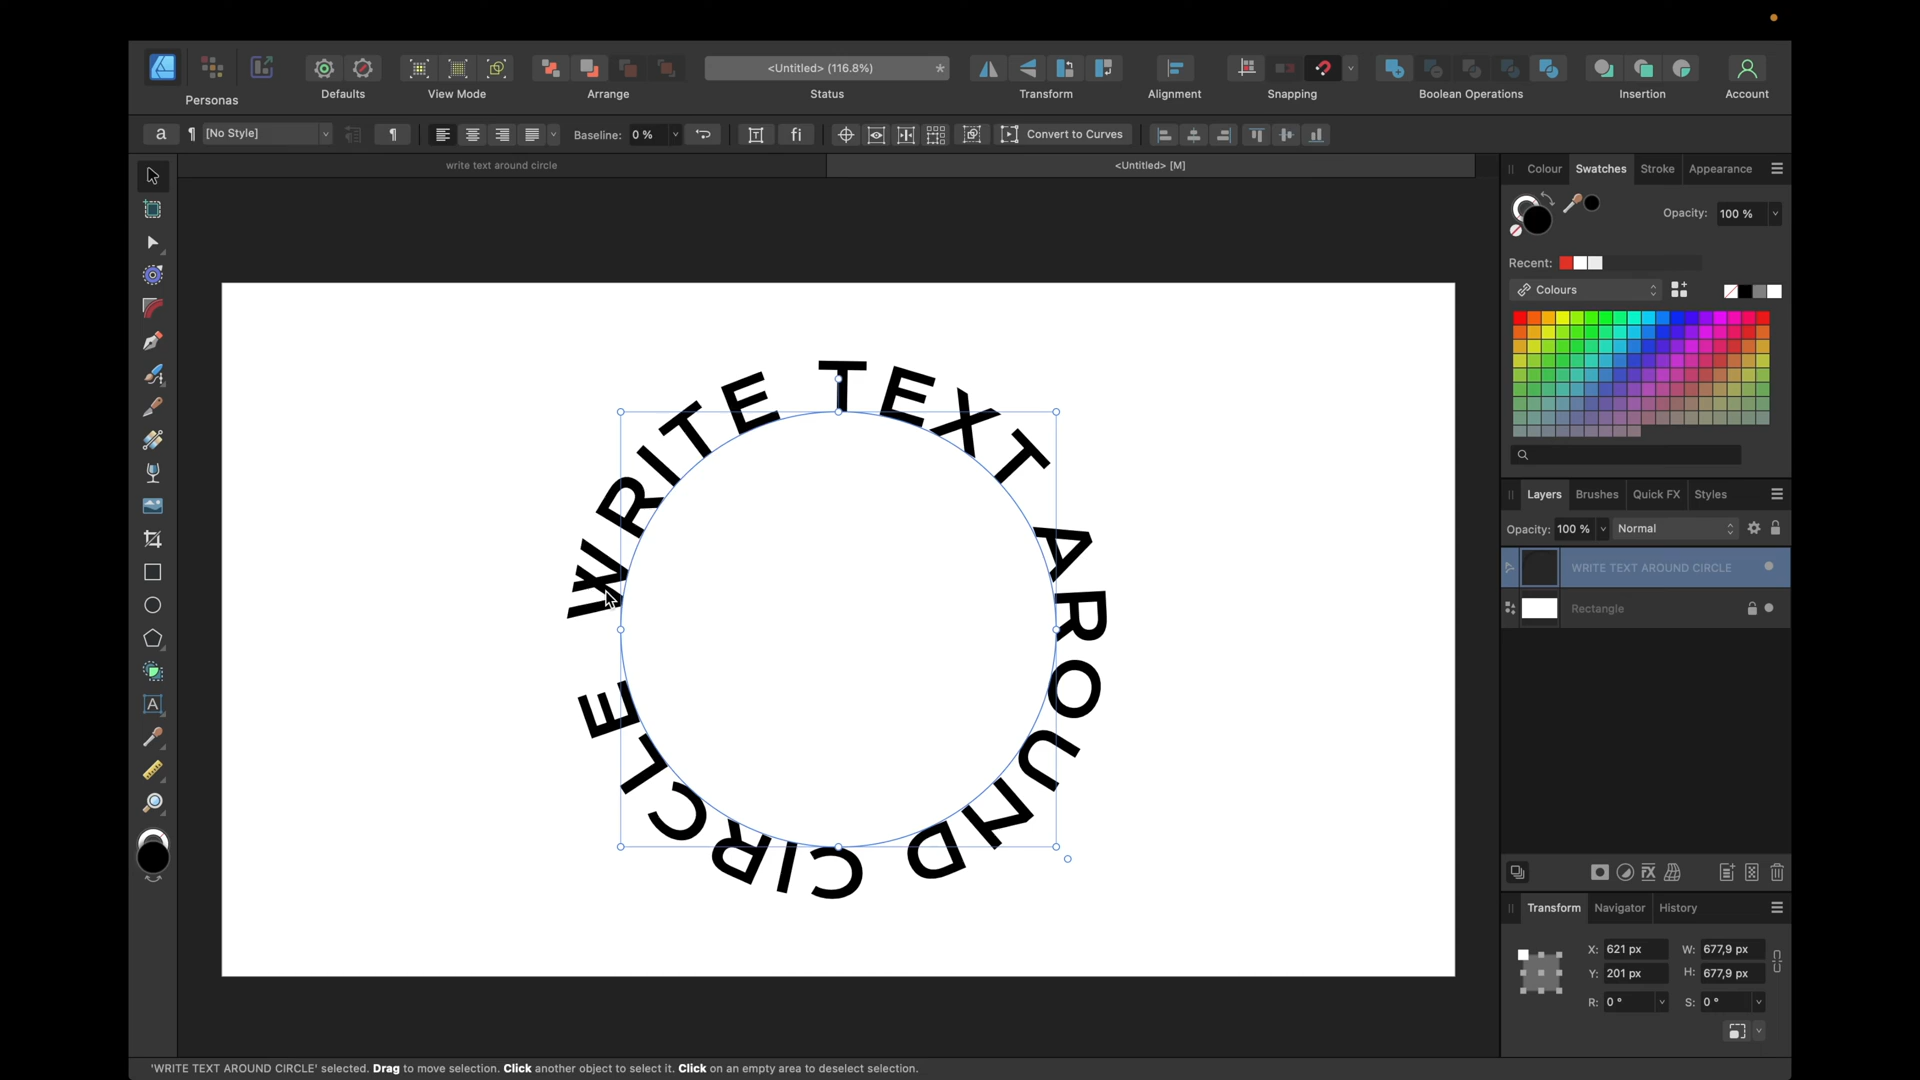 <Untitled> (116.8%)
*
Personas
Defaults
View Mode
Arrange
Status
Transform
Alignment
Snapping
Boolean Operations
Insertion
Account
a ¶ [No Style] ¶ Baseline: 0 % fi Convert to Curves
write text around circle
<Untitled> [M]
Colour Swatches Stroke Appearance
Opacity: 100 %
Recent:
Colours
WRITE TEXT AROUND CIRCLE
Layers Brushes Quick FX Styles
Opacity: 100 % Normal
WRITE TEXT AROUND CIRCLE
Rectangle
A
FX
Transform Navigator History
X: 621 px W: 677,9 px
Y: 201 px H: 677,9 px
R: 0 ° S: 0 °
'WRITE TEXT AROUND CIRCLE' selected. Drag to move selection. Click another object to select it. Click on an empty area to deselect selection.